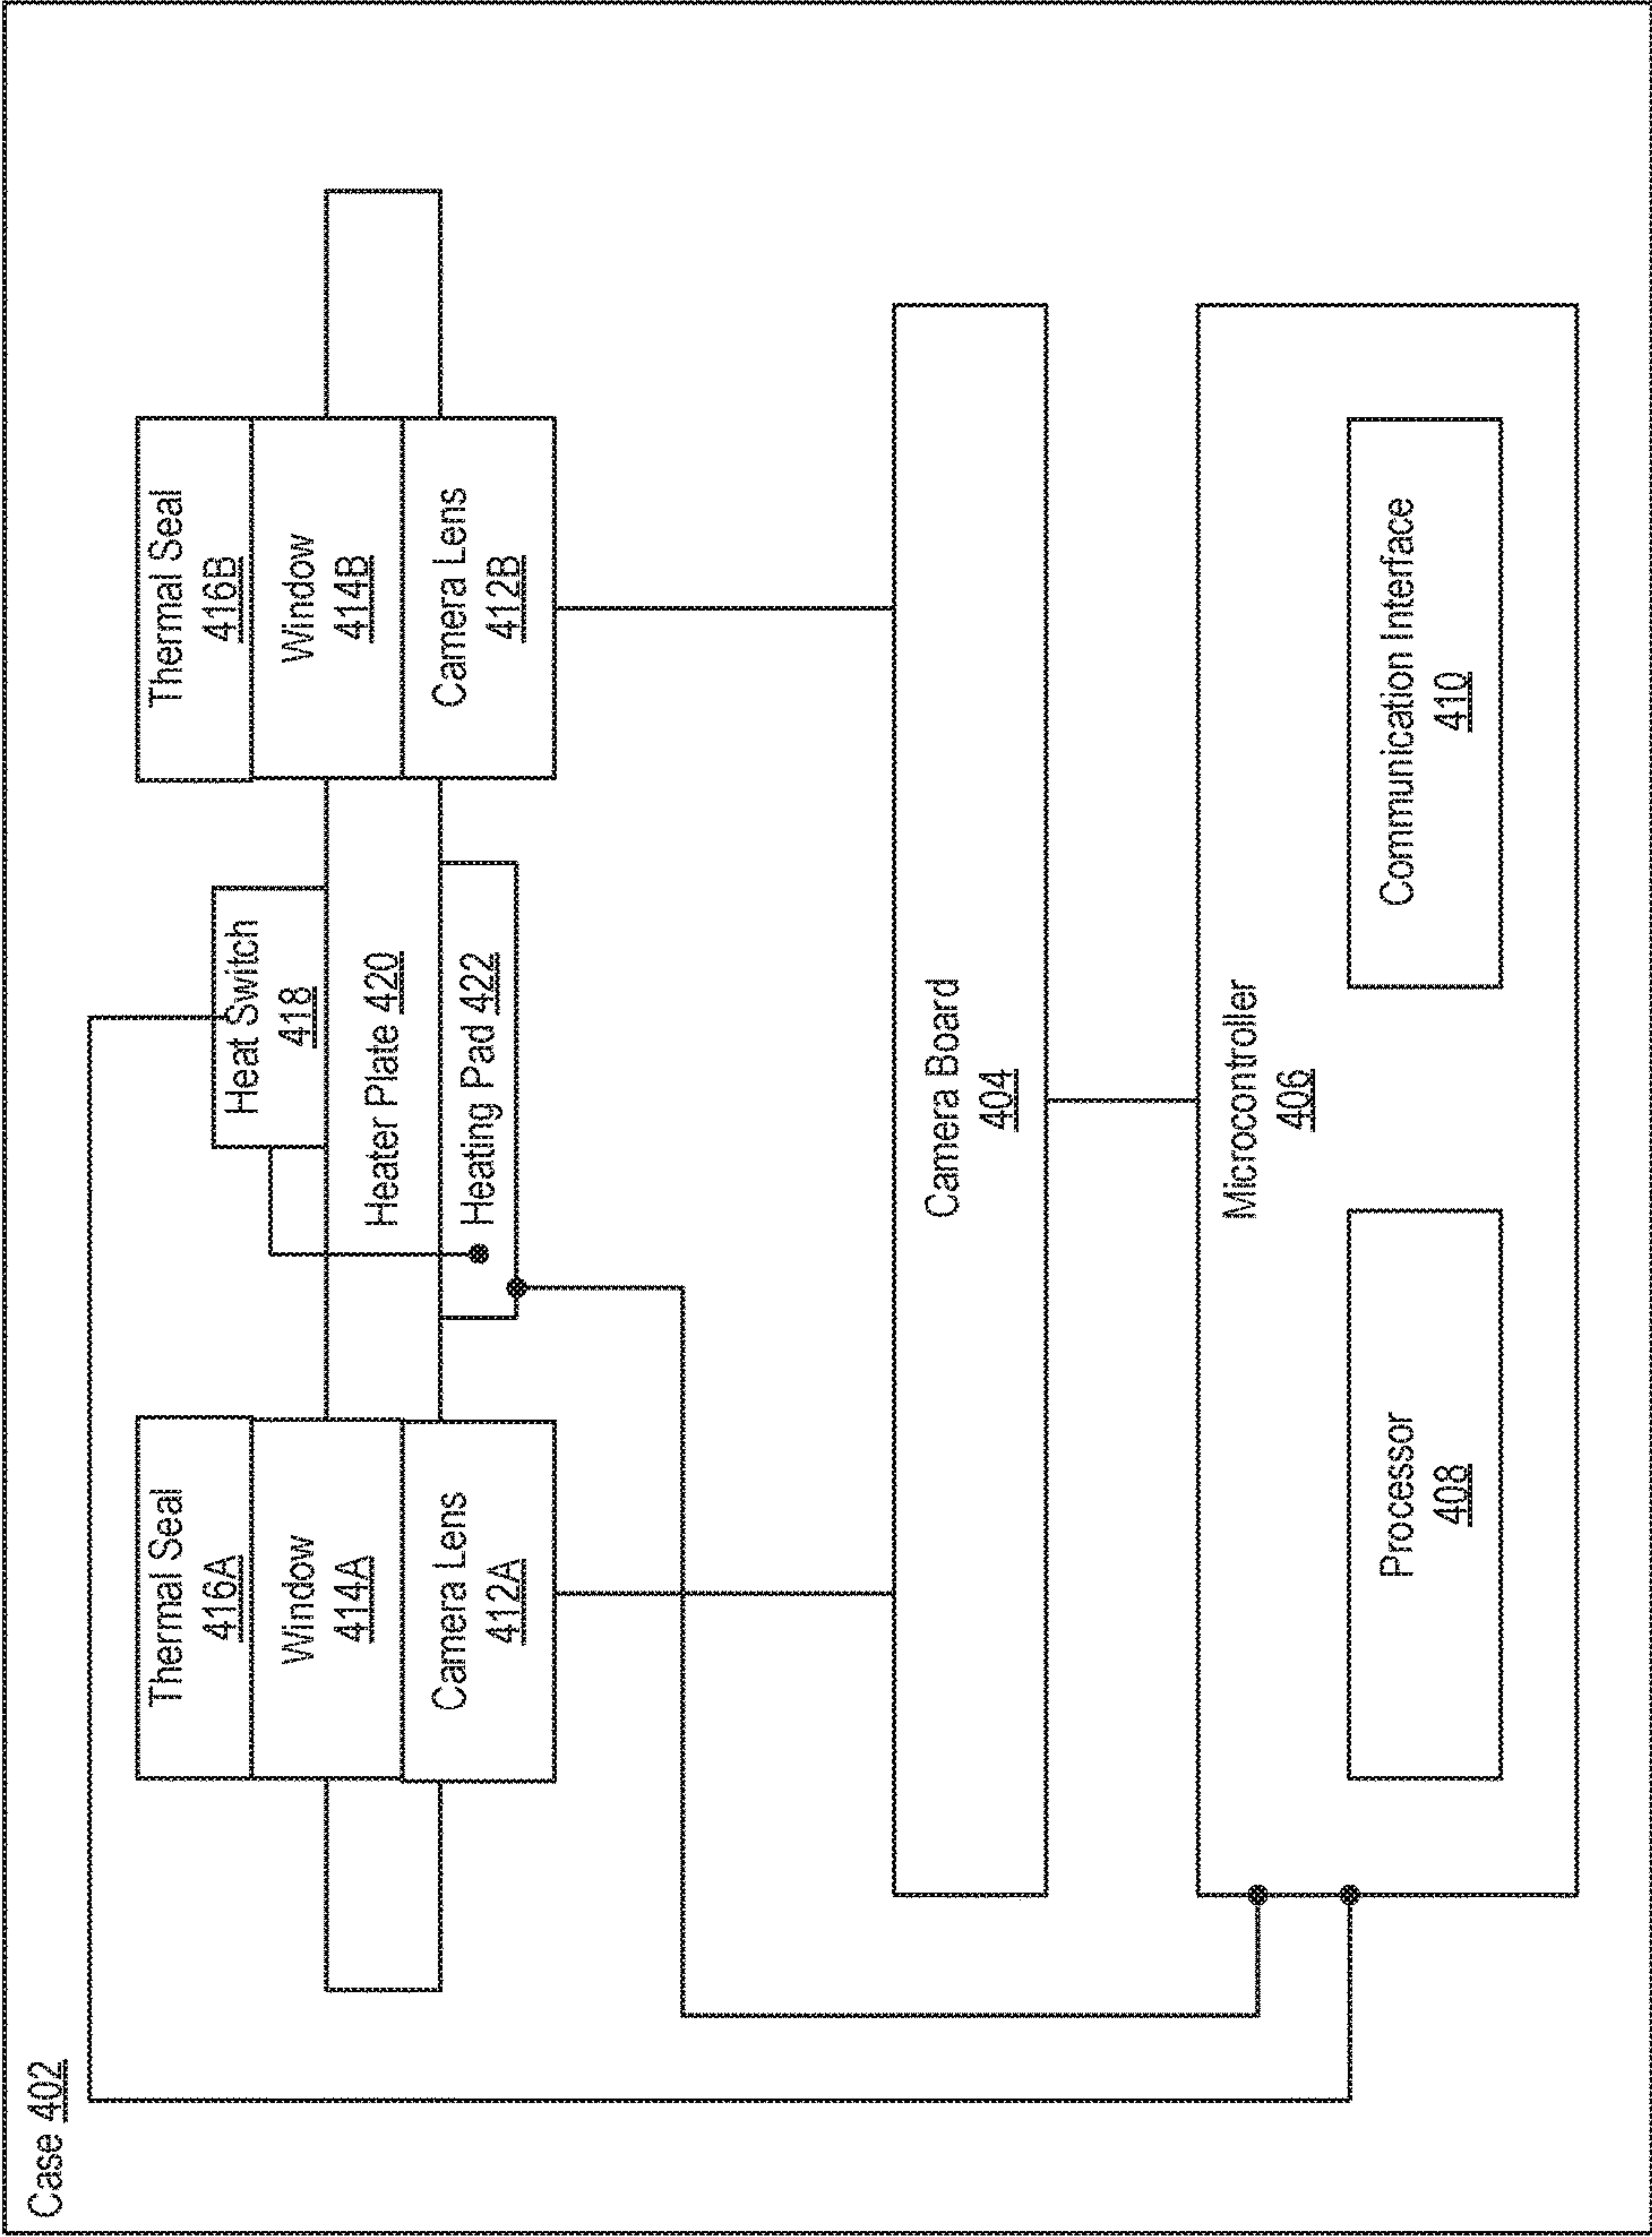 Case 402
Thermal Seal
416A
Window
414A
Camera Lens
412A
Heat Switch
418
Heater Plate 420
Heating Pad 422
Thermal Seal
416B
Window
414B
Camera Lens
412B
Camera Board
404
Microcontroller
406
Processor
408
Communication Interface
410